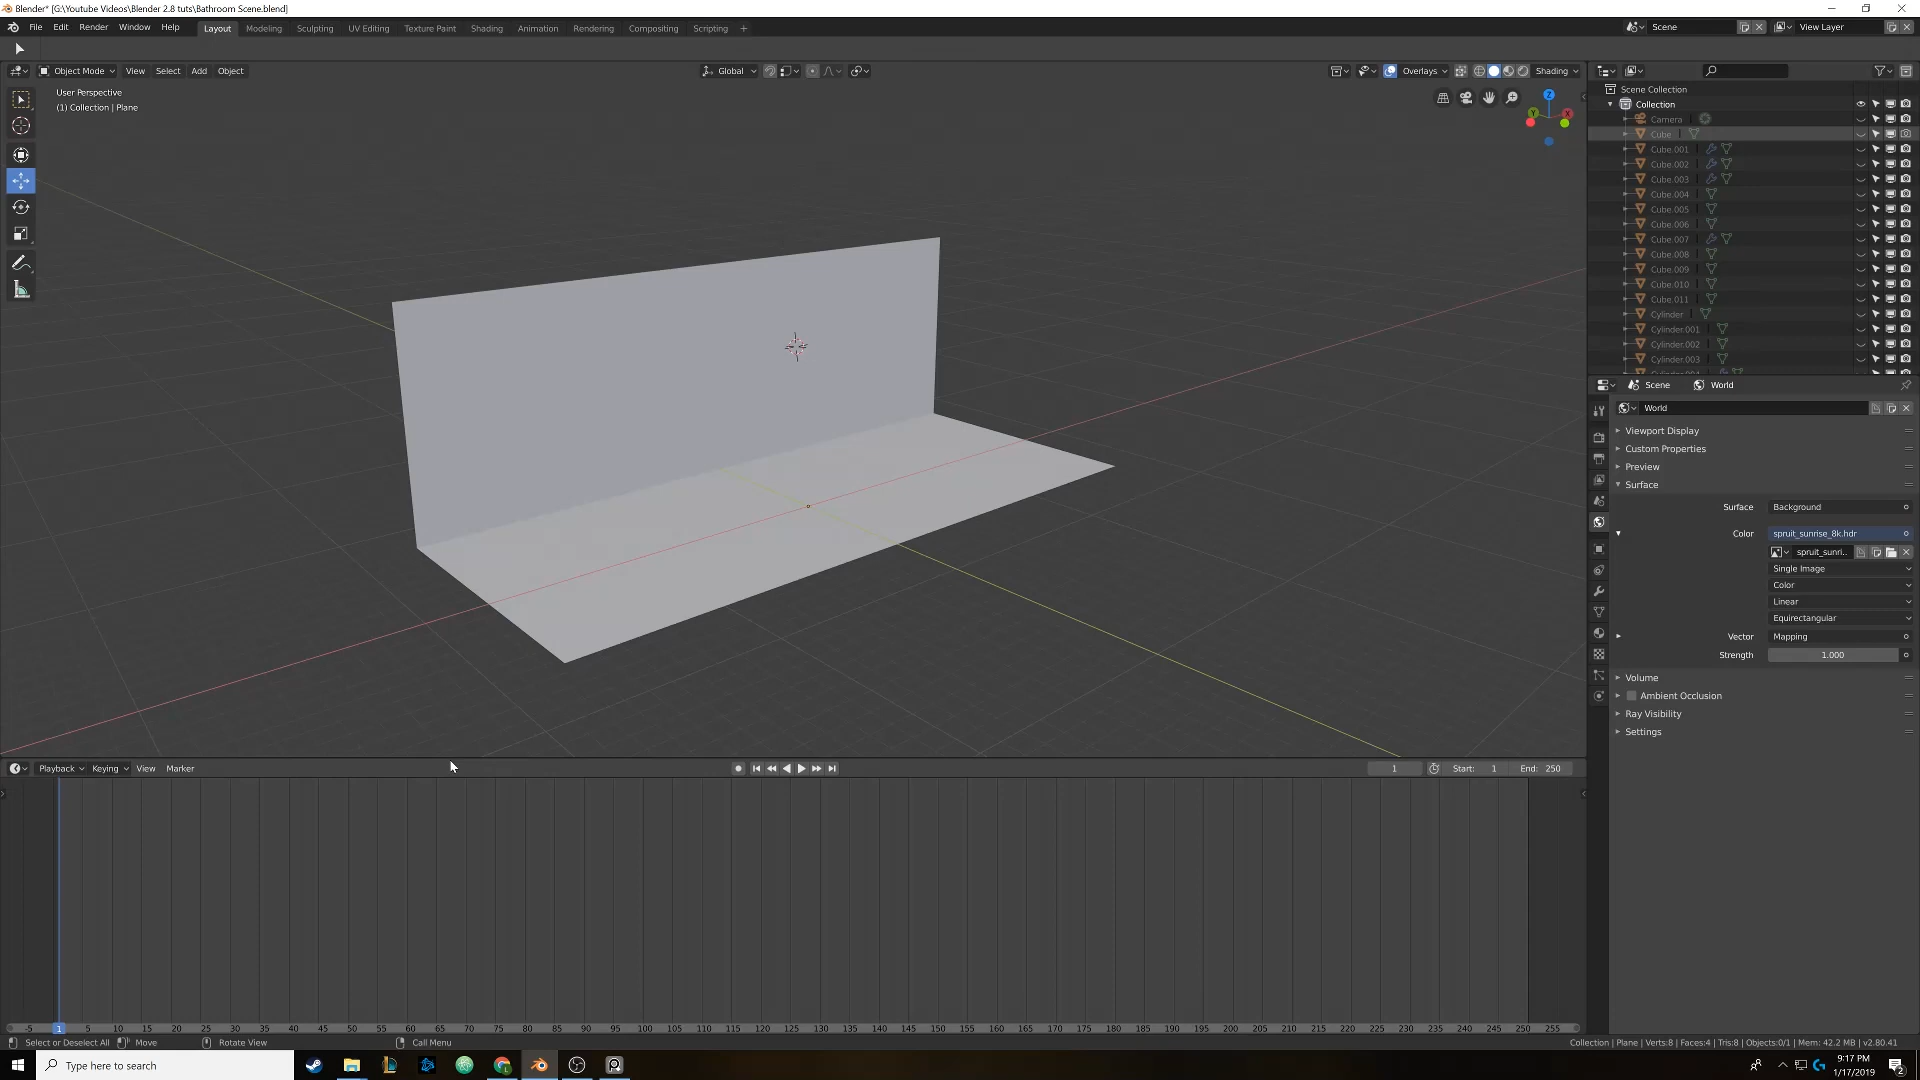 Blender* [G:\Youtube Videos\Blender 2.8 tuts\Bathroom Scene.blend]
File Edit Render Window Help Layout Modeling Sculpting UV Editing Texture Paint Shading Animation Rendering Compositing Scripting + Scene View Layer
Object Mode View Select Add Object Global Overlays Shading
User Perspective
(1) Collection | Plane
Z
Y X
Scene Collection
Collection
Camera
Cube
Cube.001
Cube.002
Cube.003
Cube.004
Cube.005
Cube.006
Cube.007
Cube.008
Cube.009
Cube.010
Cube.011
Cylinder
Cylinder.001
Cylinder.002
Cylinder.003
Scene World
World
Viewport Display
Custom Properties
Preview
Surface
Surface Background
Color spruit_sunrise_8k.hdr
spruit_sunri..
Single Image
Color
Linear
Equirectangular
Vector Mapping
Strength 1.000
Volume
Ambient Occlusion
Ray Visibility
Settings
Playback Keying View Marker 1 Start: 1 End: 250
-5 1 5 10 15 20 25 30 35 40 45 50 55 60 65 70 75 80 85 90 95 100 105 110 115 120 125 130 135 140 145 150 155 160 165 170 175 180 185 190 195 200 205 210 215 220 225 230 235 240 245 250 255
Select or Deselect All Move Rotate View Call Menu Collection | Plane | Verts:8 | Faces:4 | Tris:8 | Objects:0/1 | Mem: 42.2 MB | v2.80.41
Type here to search
9:17 PM
1/17/2019
2